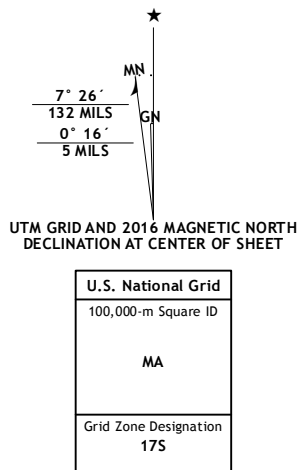 ★
MN
GN
7° 26´
132 MILS
0° 16´
5 MILS
UTM GRID AND 2016 MAGNETIC NORTH
DECLINATION AT CENTER OF SHEET
U.S. National Grid
100,000-m Square ID
MA
Grid Zone Designation
17S